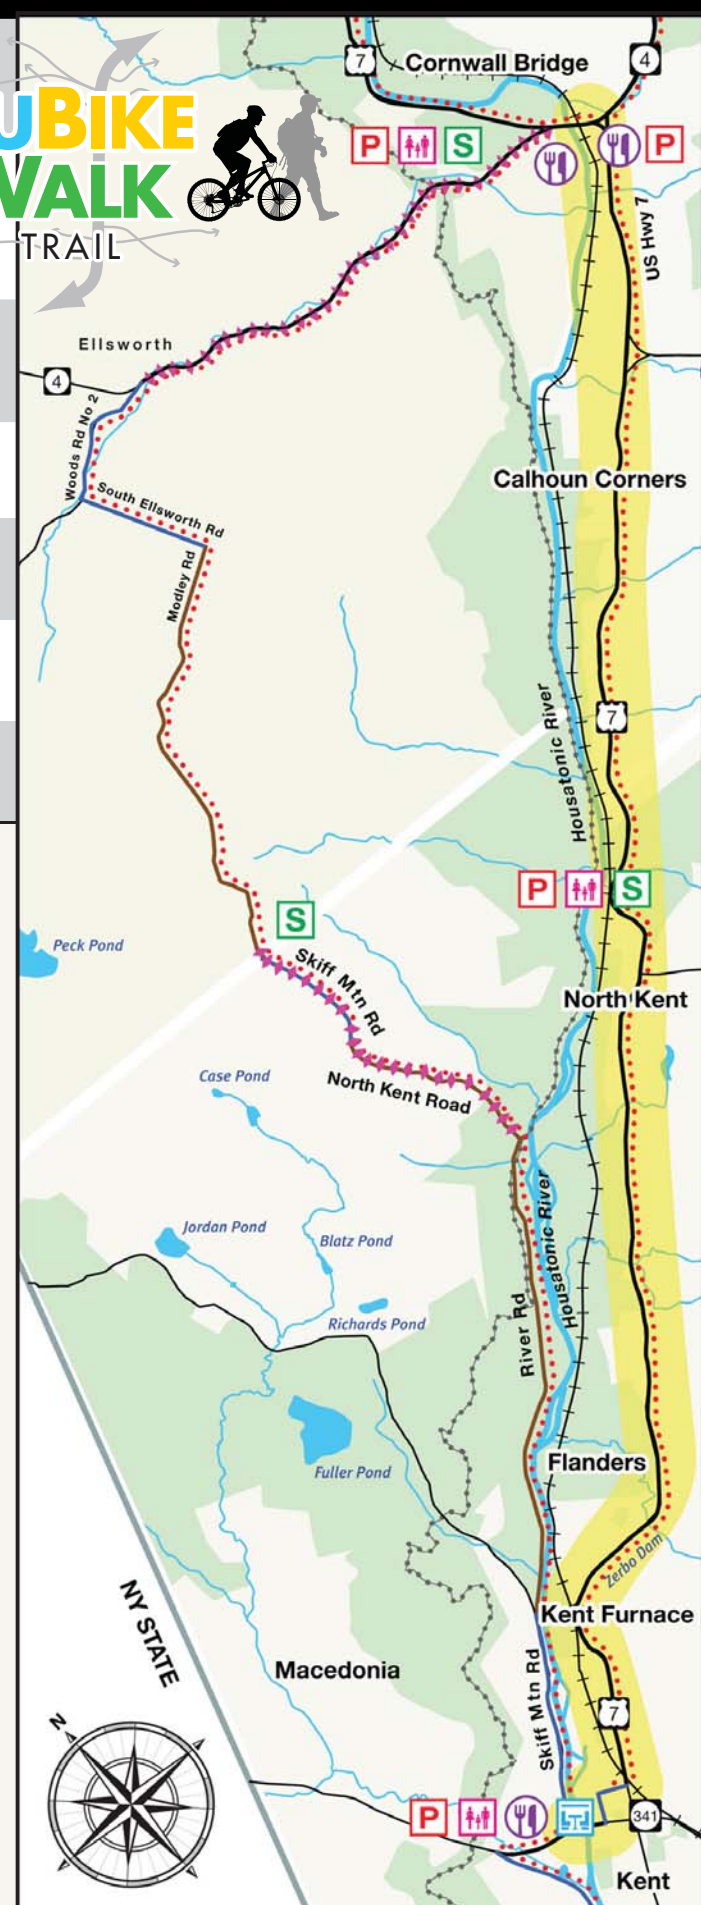 7
Cornwall Bridge
4
UBIKE
WALK
TRAIL
P
S
P
US Hwy 7
Ellsworth
4
Woods Rd No 2
South Ellsworth Rd
Modley Rd
Calhoun Corners
7
Housatonic River
P
S
S
Peck Pond
Skiff Mtn Rd
North Kent
Case Pond
North Kent Road
Jordan Pond
Blatz Pond
Housatonic River
Richards Pond
River Rd
Fuller Pond
Flanders
Zerbo Dam
NY STATE
Kent Furnace
Macedonia
Skiff Mtn Rd
7
N
P
341
Kent